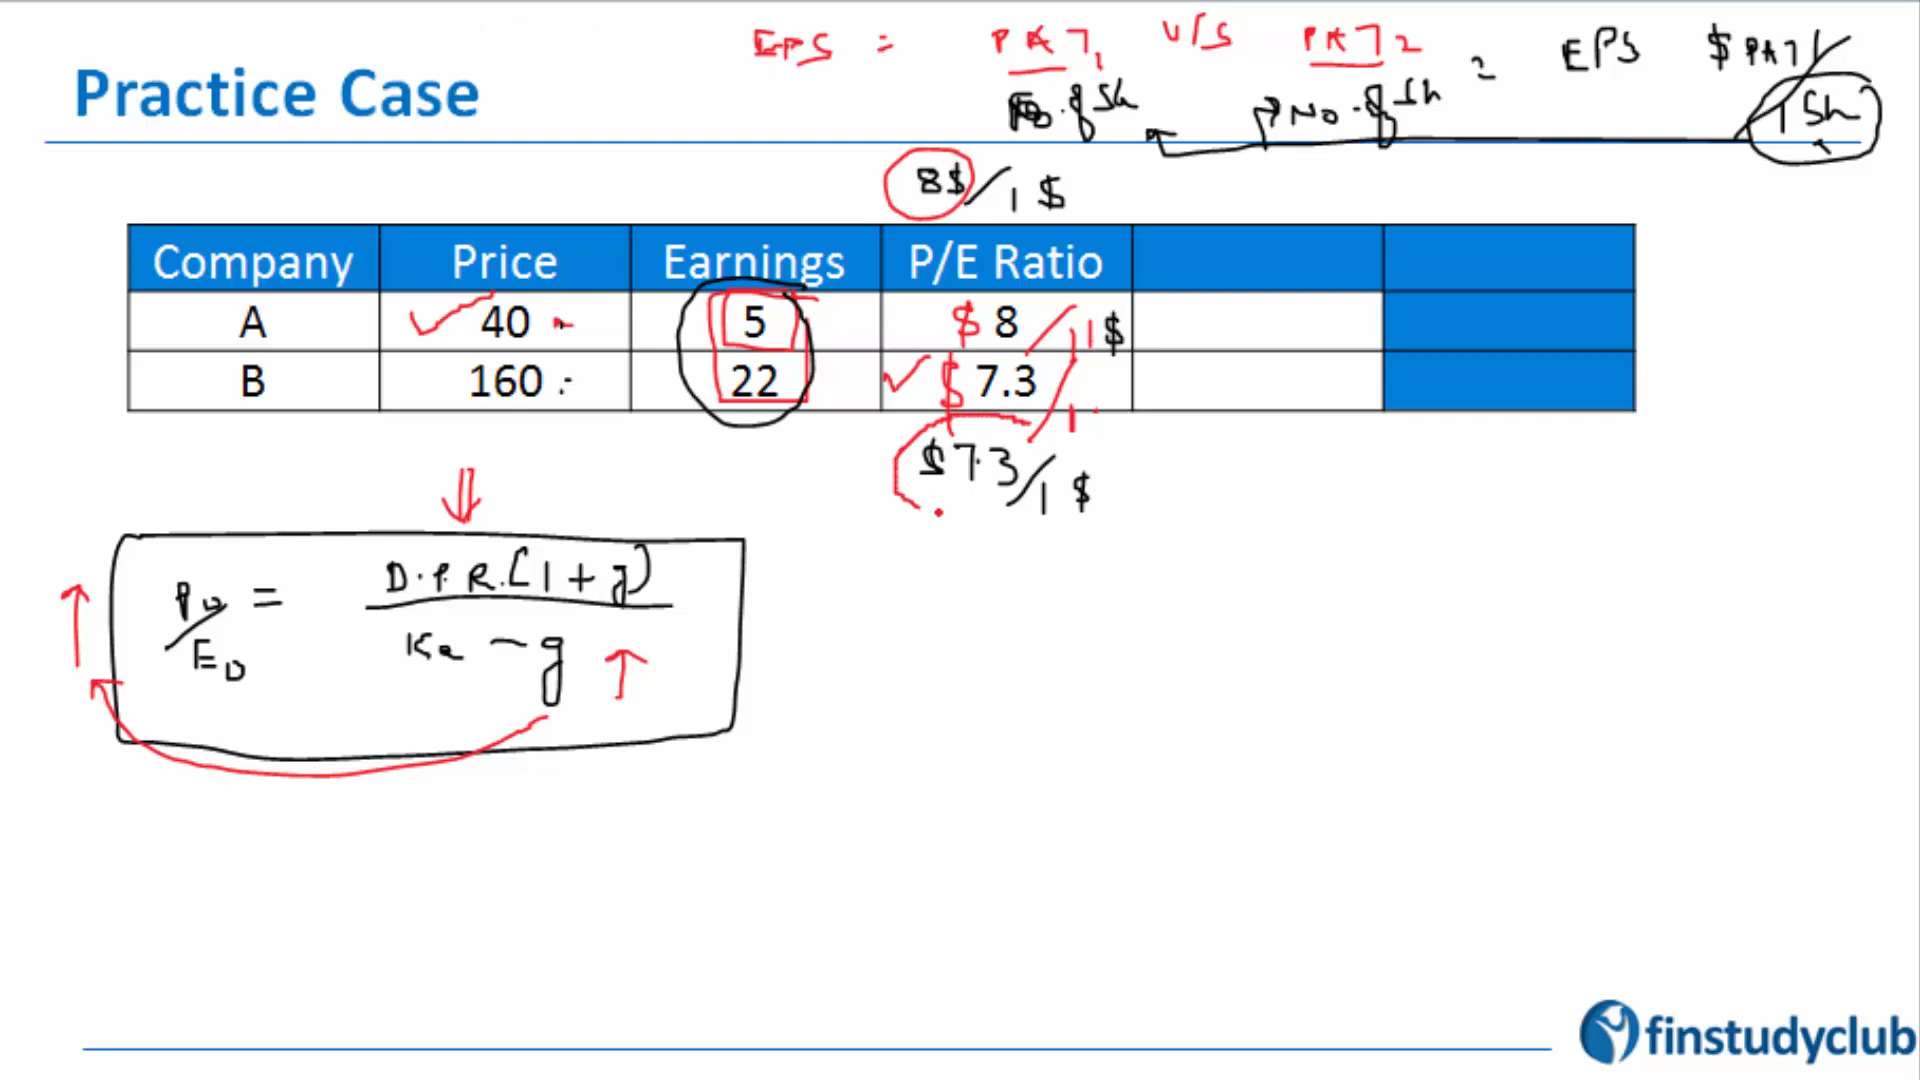 EPS = PAT1 v/s PAT2 = EPS $ PAT /
No. of Sh No. of Sh 1 Sh
Practice Case
8$/1 $
Company Price Earnings P/E Ratio
A 40 5 $ 8 / 1 $
B 160 22 $ 7.3 / 1
$7.3/1 $
P0/E0 = D.P.R.[1+g)
Ke - g
finstudyclub